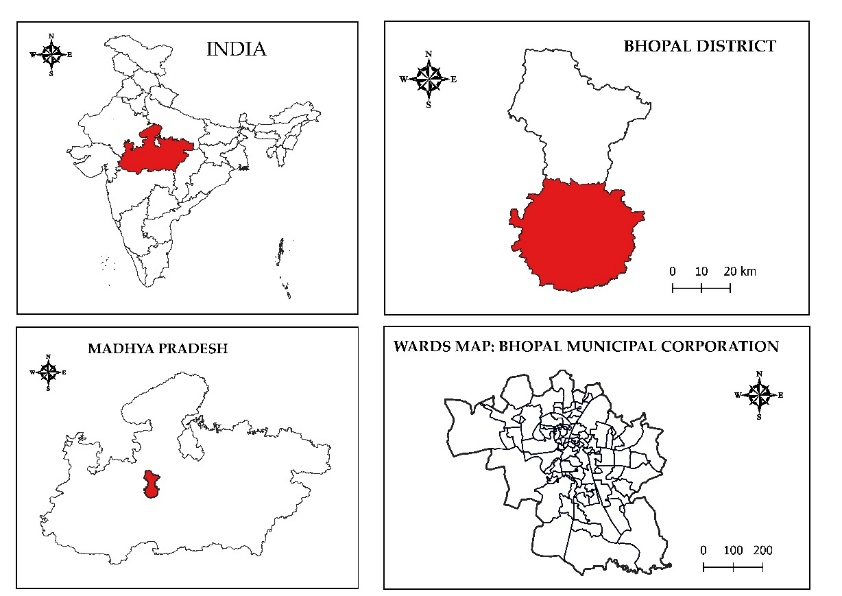 INDIA
N
W E
S
BHOPAL DISTRICT
N
W E
S
0 10 20 km
MADHYA PRADESH
N
W E
S
WARDS MAP: BHOPAL MUNICIPAL CORPORATION
N
W E
S
0 100 200